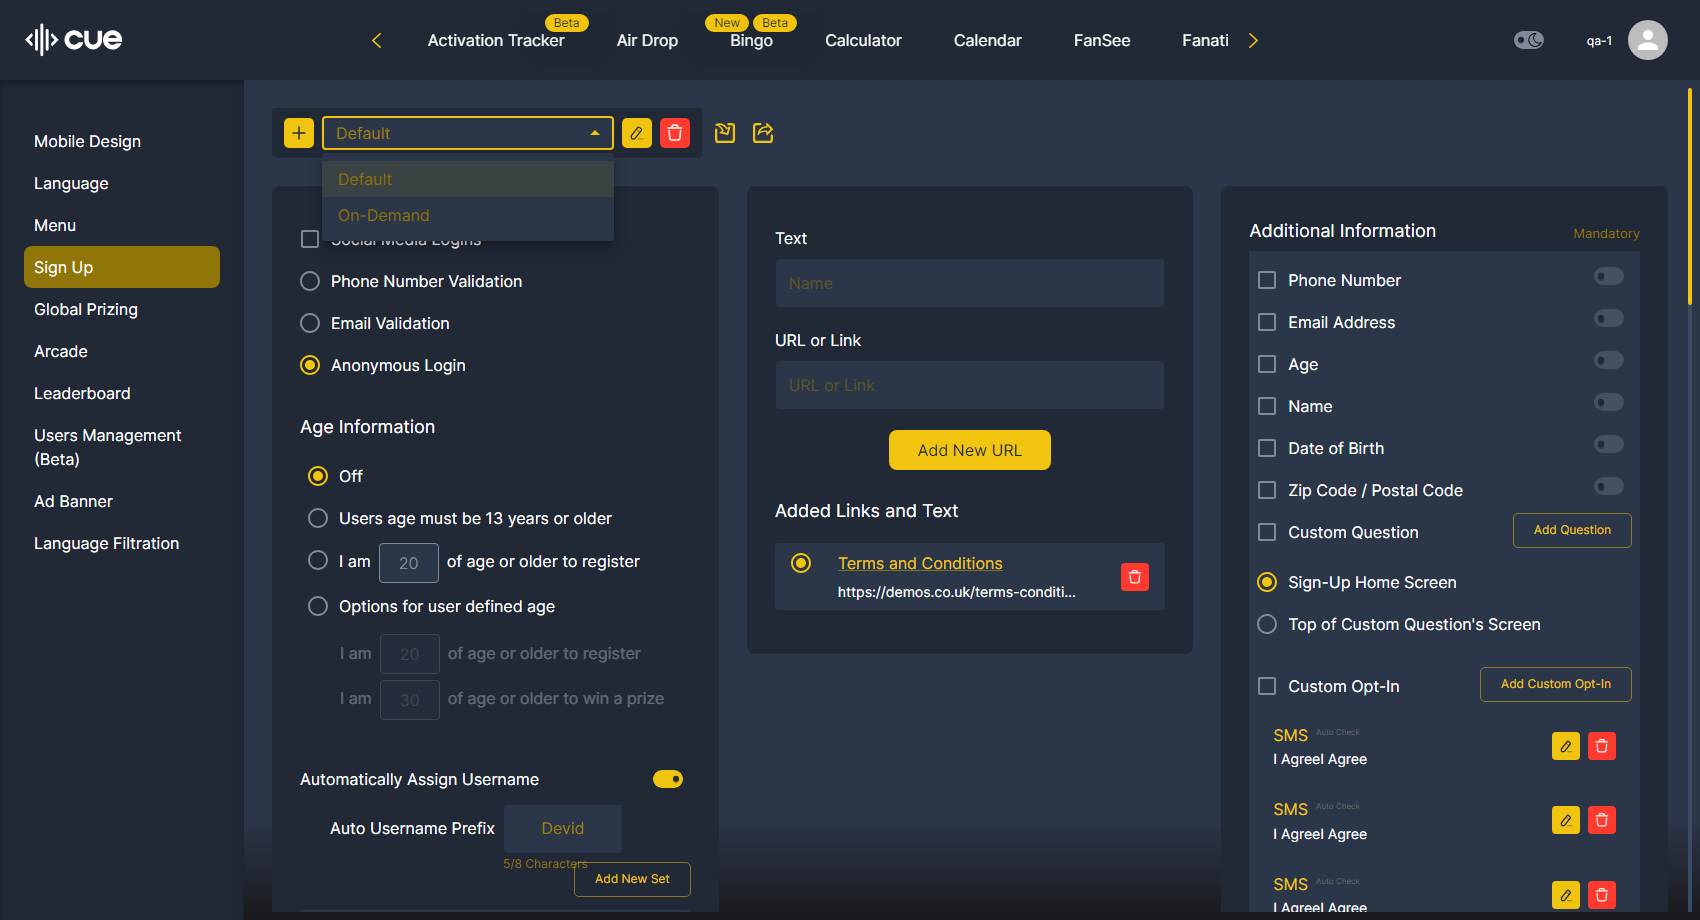 cue
Activation Tracker
Beta
Air Drop
New
Beta
Bingo
Calculator
Calendar
FanSee
Fanati
qa-1
Mobile Design
Language
Menu
Sign Up
Global Prizing
Arcade
Leaderboard
Users Management
(Beta)
Ad Banner
Language Filtration
Default
Default
On-Demand
Social Media Logins
Phone Number Validation
Email Validation
Anonymous Login
Age Information
Off
Users age must be 13 years or older
I am 20 of age or older to register
Options for user defined age
I am 20 of age or older to register
I am 30 of age or older to win a prize
Automatically Assign Username
Auto Username Prefix Devid
5/8 Characters
Add New Set
Text
Name
URL or Link
URL or Link
Add New URL
Added Links and Text
Terms and Conditions
https://demos.co.uk/terms-conditi...
Additional Information
Mandatory
Phone Number
Email Address
Age
Name
Date of Birth
Zip Code / Postal Code
Custom Question
Add Question
Sign-Up Home Screen
Top of Custom Question's Screen
Custom Opt-In
Add Custom Opt-In
SMS Auto Check
I AgreeI Agree
SMS Auto Check
I AgreeI Agree
SMS Auto Check
I AgreeI Agree